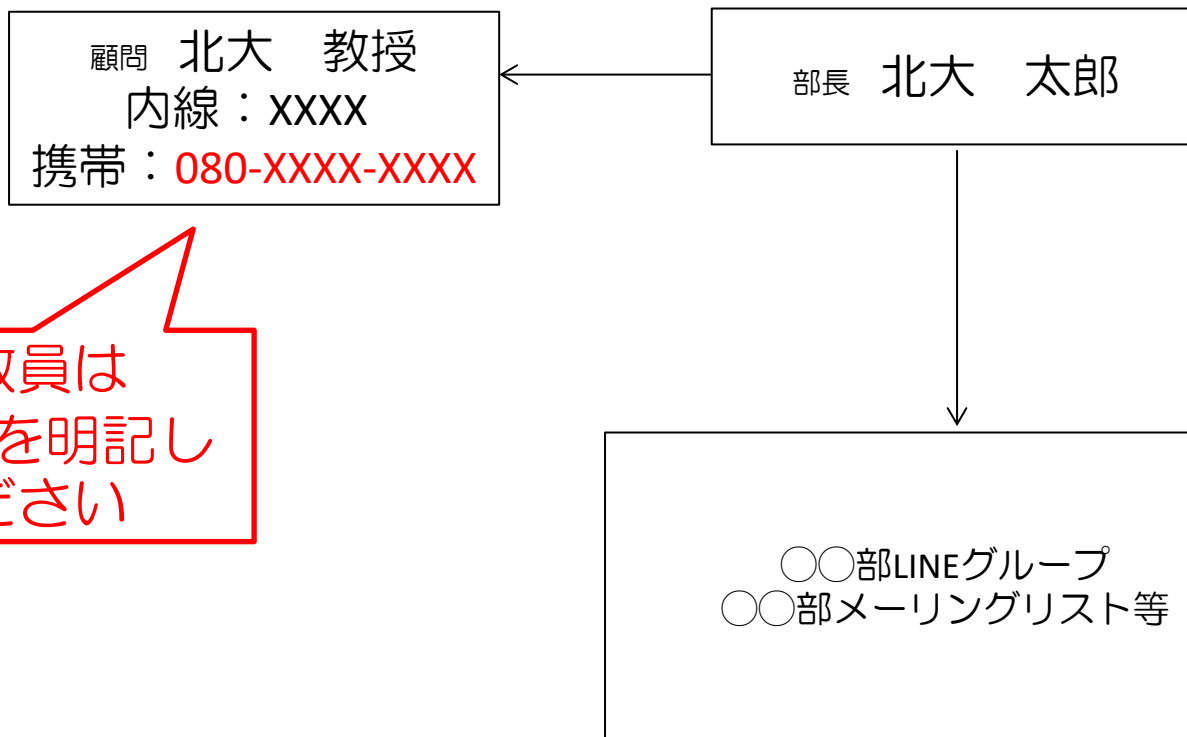 顧問 北大　教授
内線：XXXX
携帯：080-XXXX-XXXX
部長 北大　太郎
教員は
を明記し
ださい
○○部LINEグループ
○○部メーリングリスト等